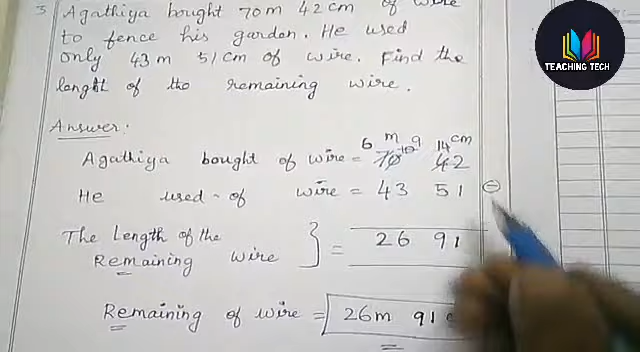 3 Agathiya bought 70m 42cm of wire
to fence his garden. He used
only 43m 51cm of wire. Find the
length of the remaining wire.
Answer:
6 m 9 14 cm
Agathiya bought of wire = 70 10 42
He used of wire = 43 51 −
The Length of the
Remaining wire } = 26 91
Remaining of wire = 26m 91
TEACHING TECH